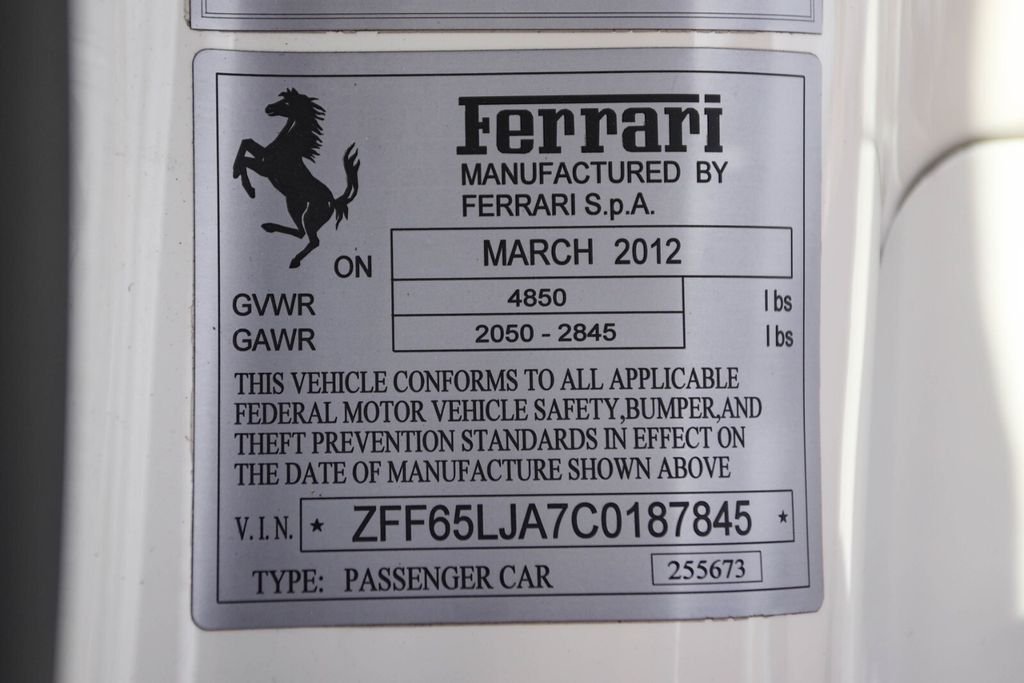 Ferrari
MANUFACTURED BY
FERRARI S.p.A.
ON MARCH 2012
GVWR 4850 lbs
GAWR 2050 - 2845 lbs
THIS VEHICLE CONFORMS TO ALL APPLICABLE
FEDERAL MOTOR VEHICLE SAFETY,BUMPER,AND
THEFT PREVENTION STANDARDS IN EFFECT ON
THE DATE OF MANUFACTURE SHOWN ABOVE
V.I.N. ★ ZFF65LJA7C0187845 ★
TYPE: PASSENGER CAR 255673